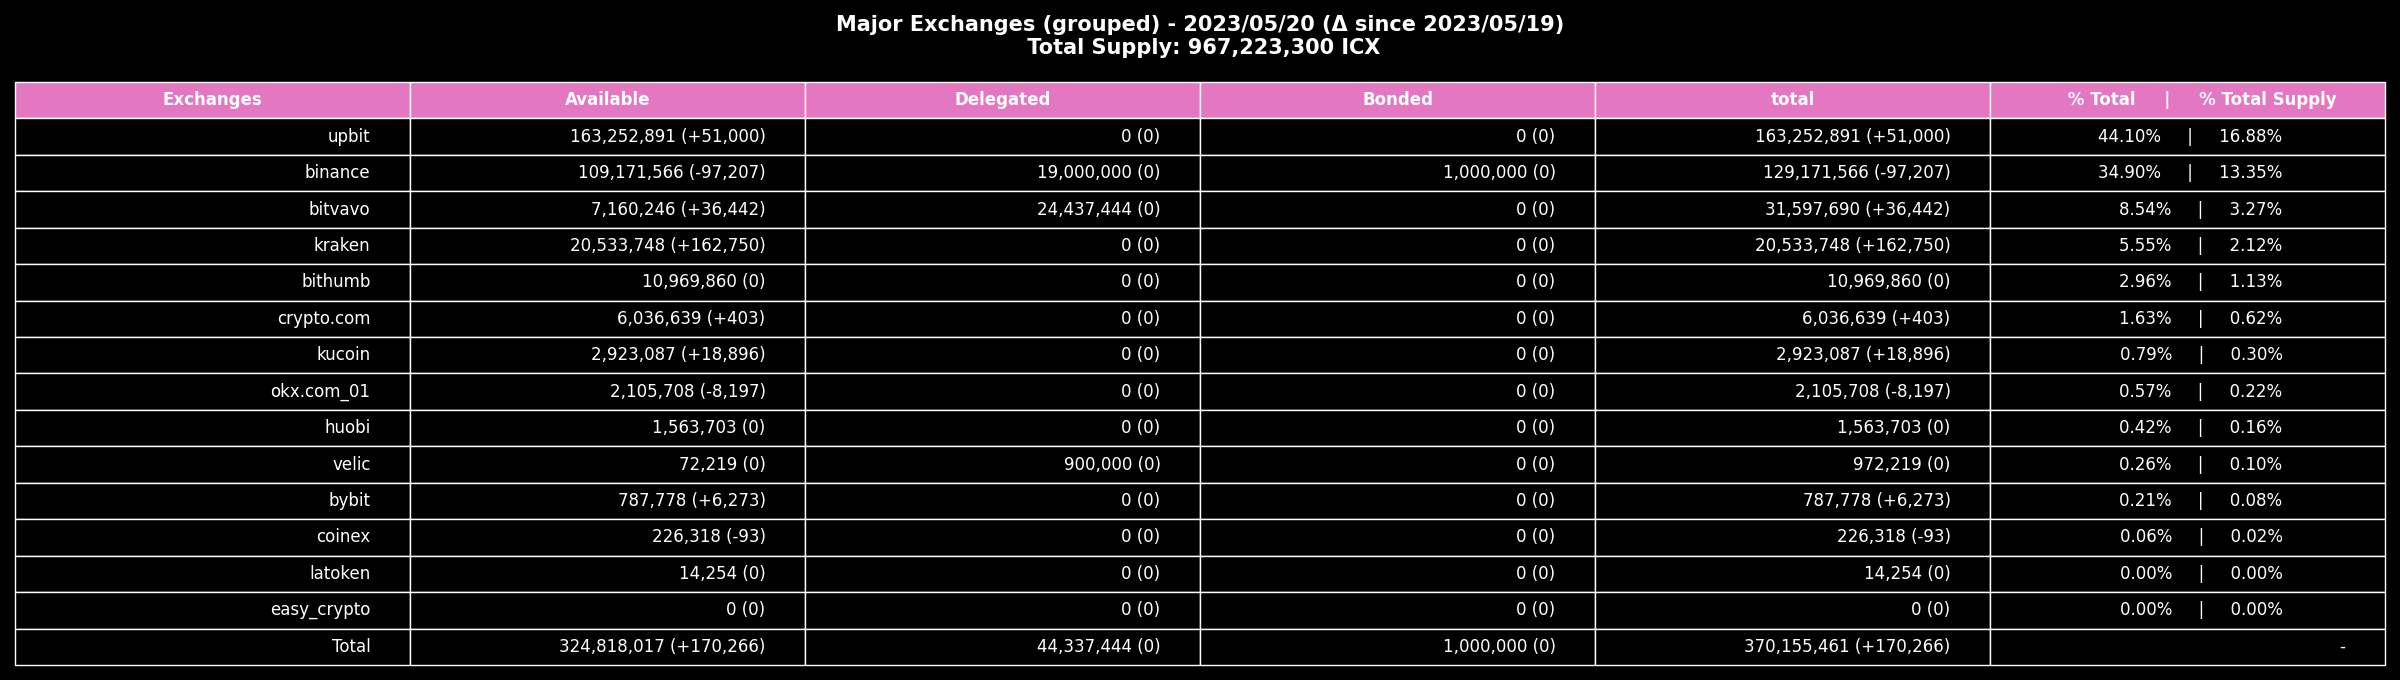 Major Exchanges (grouped) - 2023/05/20 (Δ since 2023/05/19)
Total Supply: 967,223,300 ICX
Exchanges Available Delegated Bonded total % Total | % Total Supply
upbit 163,252,891 (+51,000) 0 (0) 0 (0) 163,252,891 (+51,000) 44.10% | 16.88%
binance 109,171,566 (-97,207) 19,000,000 (0) 1,000,000 (0) 129,171,566 (-97,207) 34.90% | 13.35%
bitvavo 7,160,246 (+36,442) 24,437,444 (0) 0 (0) 31,597,690 (+36,442) 8.54% | 3.27%
kraken 20,533,748 (+162,750) 0 (0) 0 (0) 20,533,748 (+162,750) 5.55% | 2.12%
bithumb 10,969,860 (0) 0 (0) 0 (0) 10,969,860 (0) 2.96% | 1.13%
crypto.com 6,036,639 (+403) 0 (0) 0 (0) 6,036,639 (+403) 1.63% | 0.62%
kucoin 2,923,087 (+18,896) 0 (0) 0 (0) 2,923,087 (+18,896) 0.79% | 0.30%
okx.com_01 2,105,708 (-8,197) 0 (0) 0 (0) 2,105,708 (-8,197) 0.57% | 0.22%
huobi 1,563,703 (0) 0 (0) 0 (0) 1,563,703 (0) 0.42% | 0.16%
velic 72,219 (0) 900,000 (0) 0 (0) 972,219 (0) 0.26% | 0.10%
bybit 787,778 (+6,273) 0 (0) 0 (0) 787,778 (+6,273) 0.21% | 0.08%
coinex 226,318 (-93) 0 (0) 0 (0) 226,318 (-93) 0.06% | 0.02%
latoken 14,254 (0) 0 (0) 0 (0) 14,254 (0) 0.00% | 0.00%
easy_crypto 0 (0) 0 (0) 0 (0) 0 (0) 0.00% | 0.00%
Total 324,818,017 (+170,266) 44,337,444 (0) 1,000,000 (0) 370,155,461 (+170,266) -